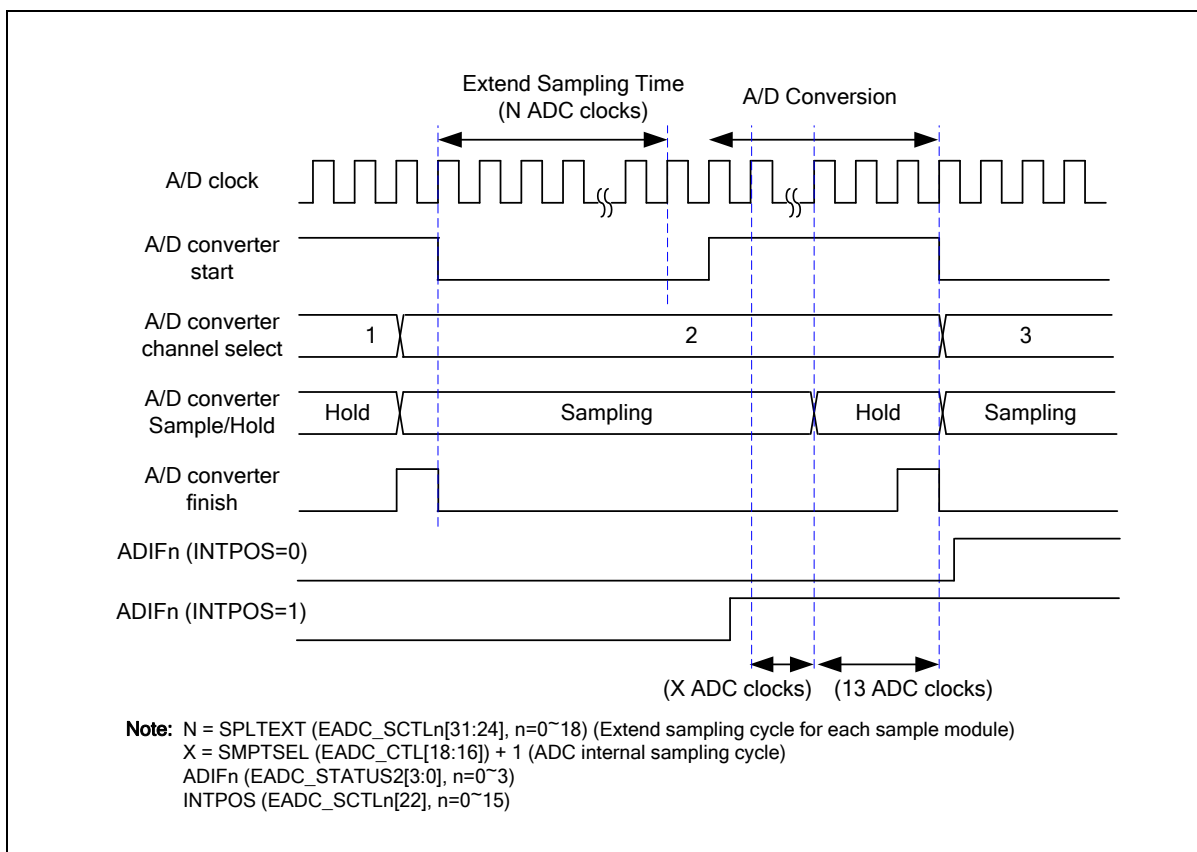 Extend Sampling Time
(N ADC clocks)
A/D Conversion
A/D clock
A/D converter
start
A/D converter
channel select
1
2
3
A/D converter
Sample/Hold
Hold
Sampling
Hold
Sampling
A/D converter
finish
ADIFn (INTPOS=0)
ADIFn (INTPOS=1)
(X ADC clocks)
(13 ADC clocks)
Note: N = SPLTEXT (EADC_SCTLn[31:24], n=0~18) (Extend sampling cycle for each sample module)
X = SMPTSEL (EADC_CTL[18:16]) + 1 (ADC internal sampling cycle)
ADIFn (EADC_STATUS2[3:0], n=0~3)
INTPOS (EADC_SCTLn[22], n=0~15)